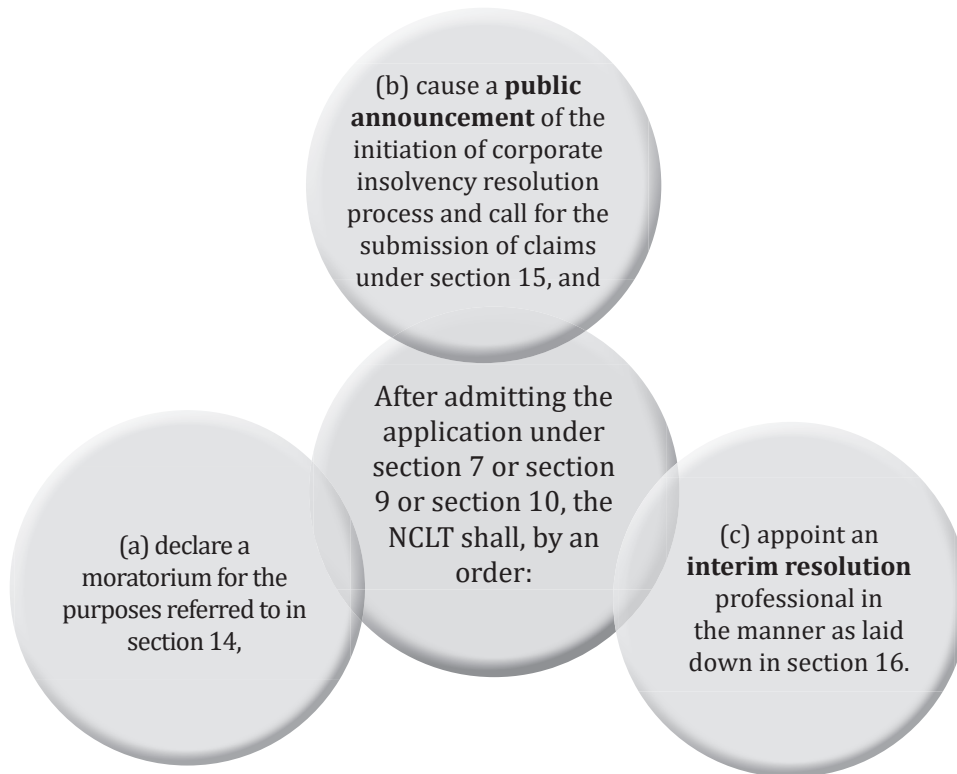 (b) cause a public
announcement of the
initiation of corporate
insolvency resolution
process and call for the
submission of claims
under section 15, and
After admitting the
application under
section 7 or section
9 or section 10, the
NCLT shall, by an
order:
(a) declare a
moratorium for the
purposes referred to in
section 14,
(c) appoint an
interim resolution
professional in
the manner as laid
down in section 16.